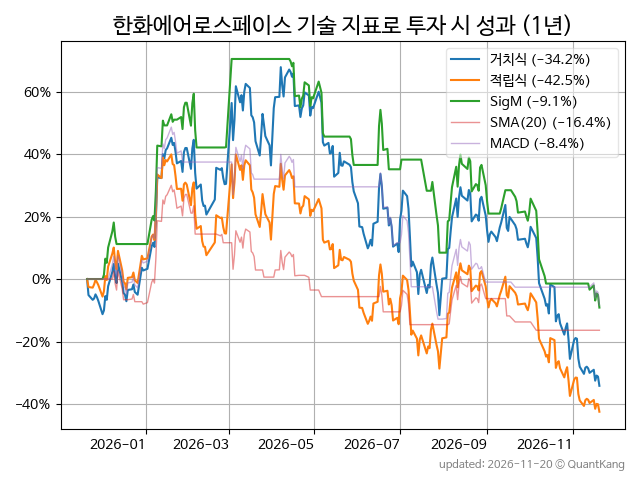 한화에어로스페이스 기술 지표로 투자 시 성과 (1년)
거치식 (−34.2%)
적립식 (−42.5%)
SigM (−9.1%)
SMA(20) (−16.4%)
MACD (−8.4%)
60%
40%
20%
0%
−20%
−40%
2026-01 2026-03 2026-05 2026-07 2026-09 2026-11
updated: 2026-11-20 © QuantKang